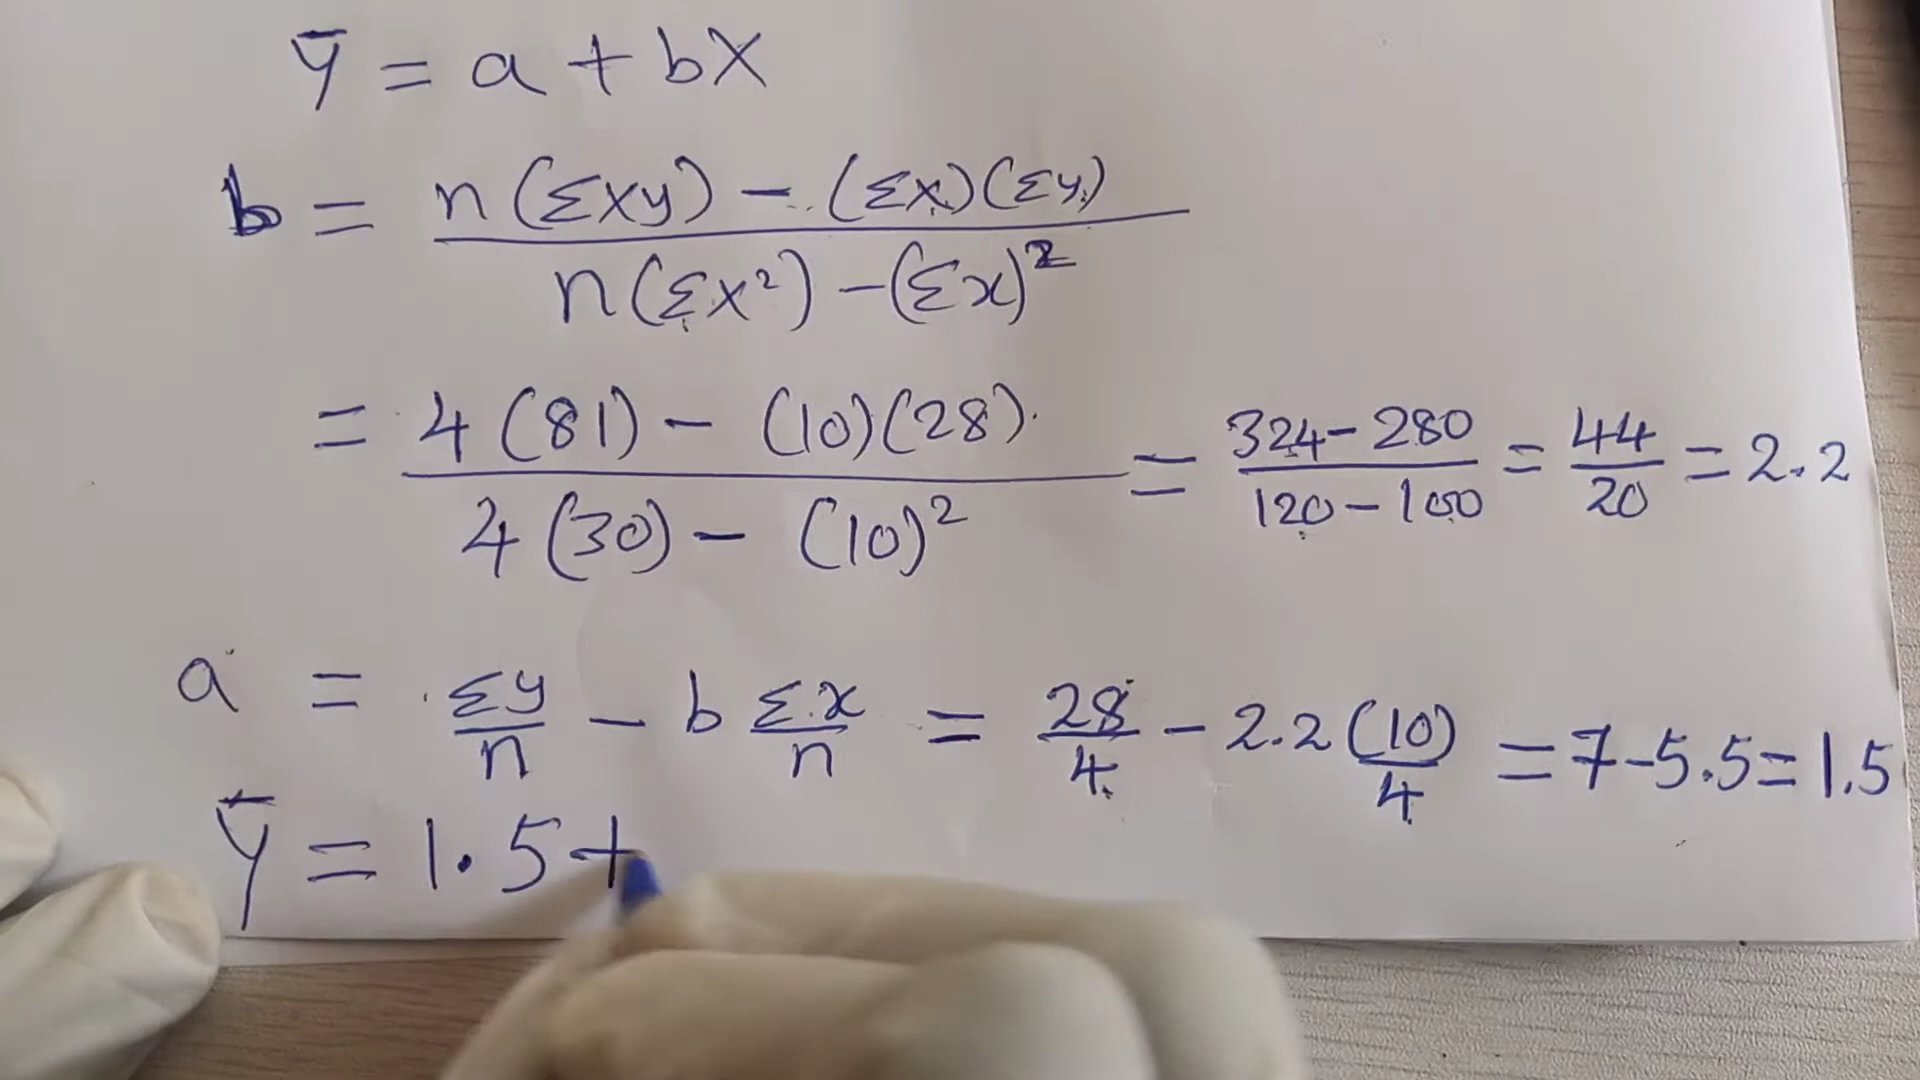 ȳ = a + bX
b = n(Σxy) - (Σx)(Σy) / n(Σx²) - (Σx)²
= 4(81) - (10)(28) / 4(30) - (10)² = 324-280 / 120-100 = 44/20 = 2.2
a = Σy/n - b Σx/n = 28/4 - 2.2(10)/4 = 7-5.5 = 1.5
ȳ = 1.5+